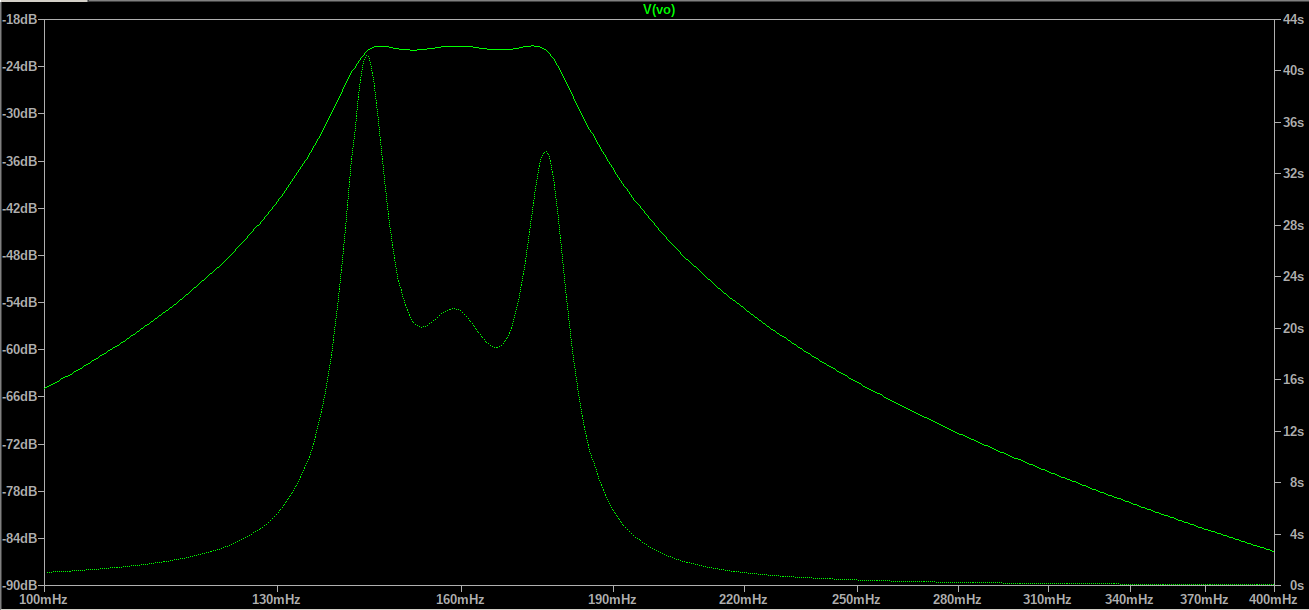 V(vo)
-18dB 44s
-24dB 40s
-30dB 36s
-36dB 32s
-42dB 28s
-48dB 24s
-54dB 20s
-60dB 16s
-66dB 12s
-72dB 8s
-78dB 4s
-84dB 0s
-90dB
100mHz 130mHz 160mHz 190mHz 220mHz 250mHz 280mHz 310mHz 340mHz 370mHz 400mHz